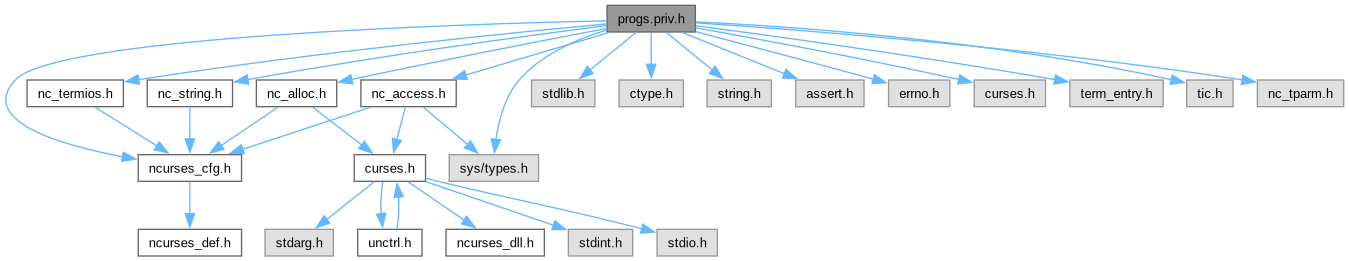 progs.priv.h
nc_termios.h
nc_string.h
nc_alloc.h
nc_access.h
stdlib.h
ctype.h
string.h
assert.h
errno.h
curses.h
term_entry.h
tic.h
nc_tparm.h
ncurses_cfg.h
curses.h
sys/types.h
ncurses_def.h
stdarg.h
unctrl.h
ncurses_dll.h
stdint.h
stdio.h